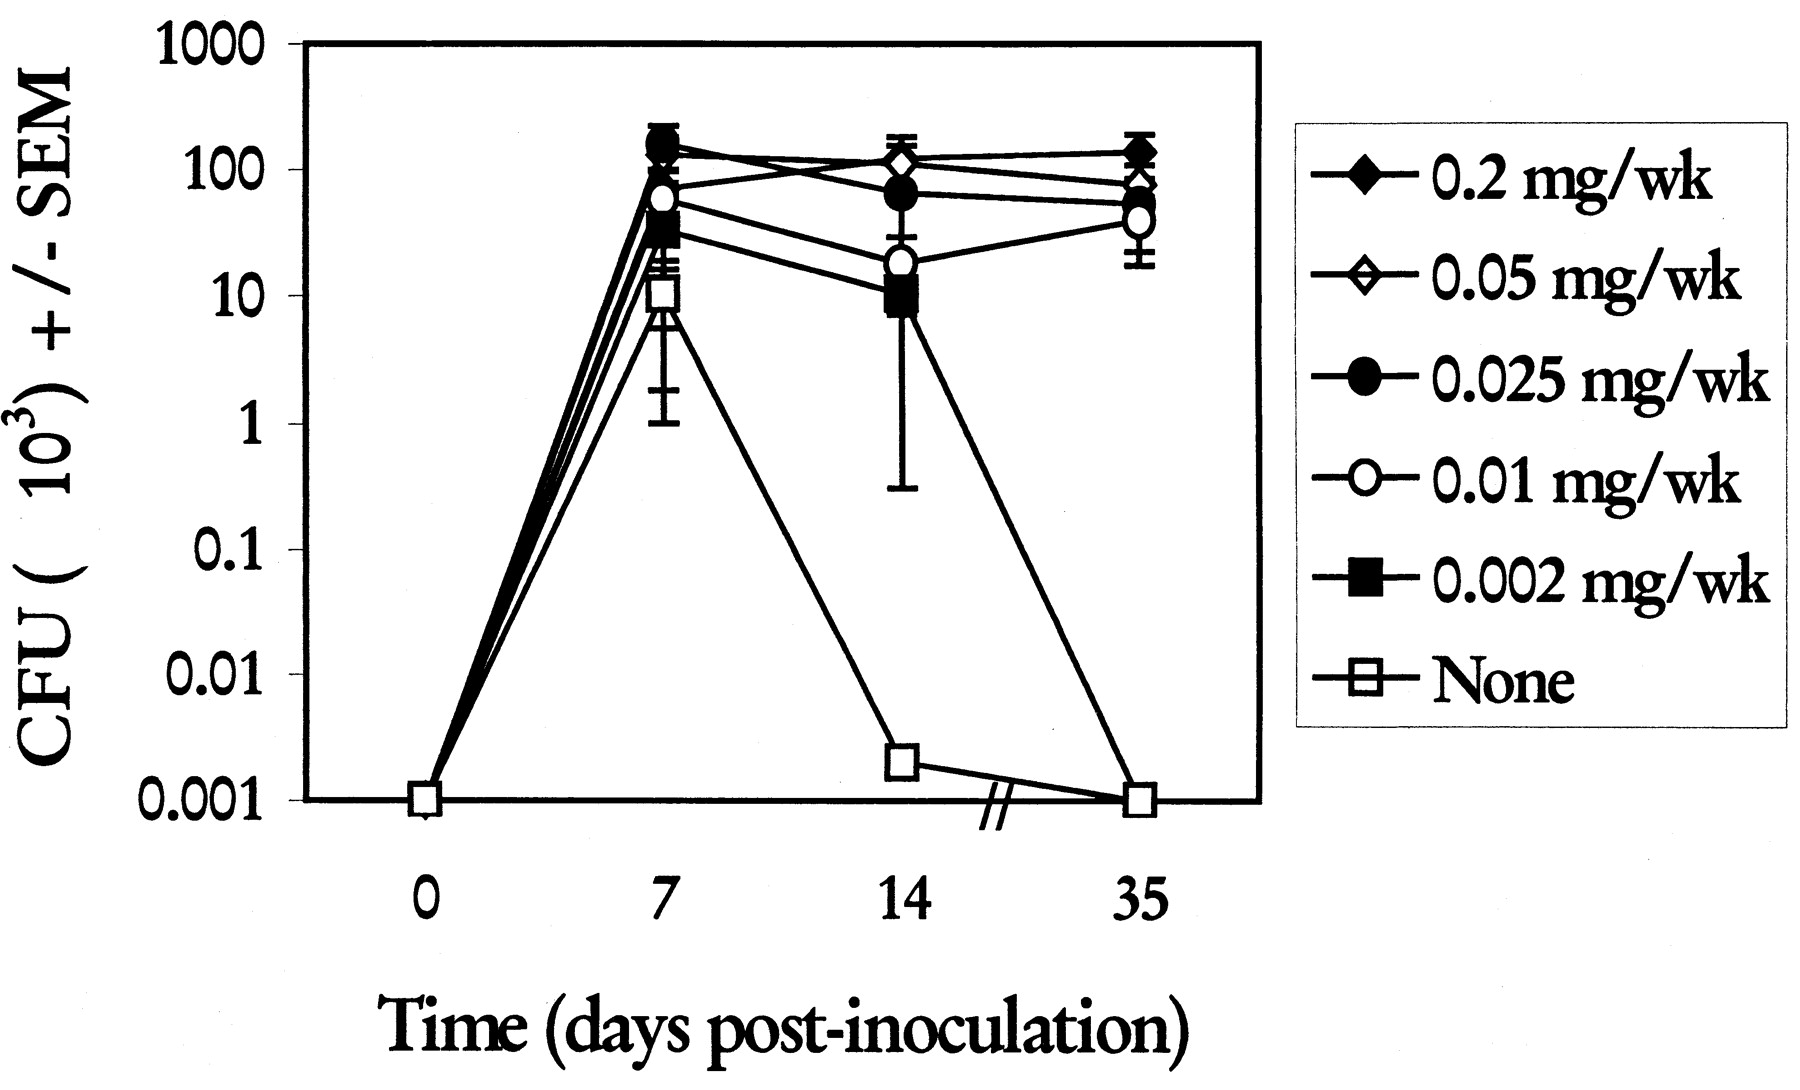 CFU ( 10³) +/- SEM
1000
100
10
1
0.1
0.01
0.001
0
7
14
35
Time (days post-inoculation)
0.2 mg/wk
0.05 mg/wk
0.025 mg/wk
0.01 mg/wk
0.002 mg/wk
None